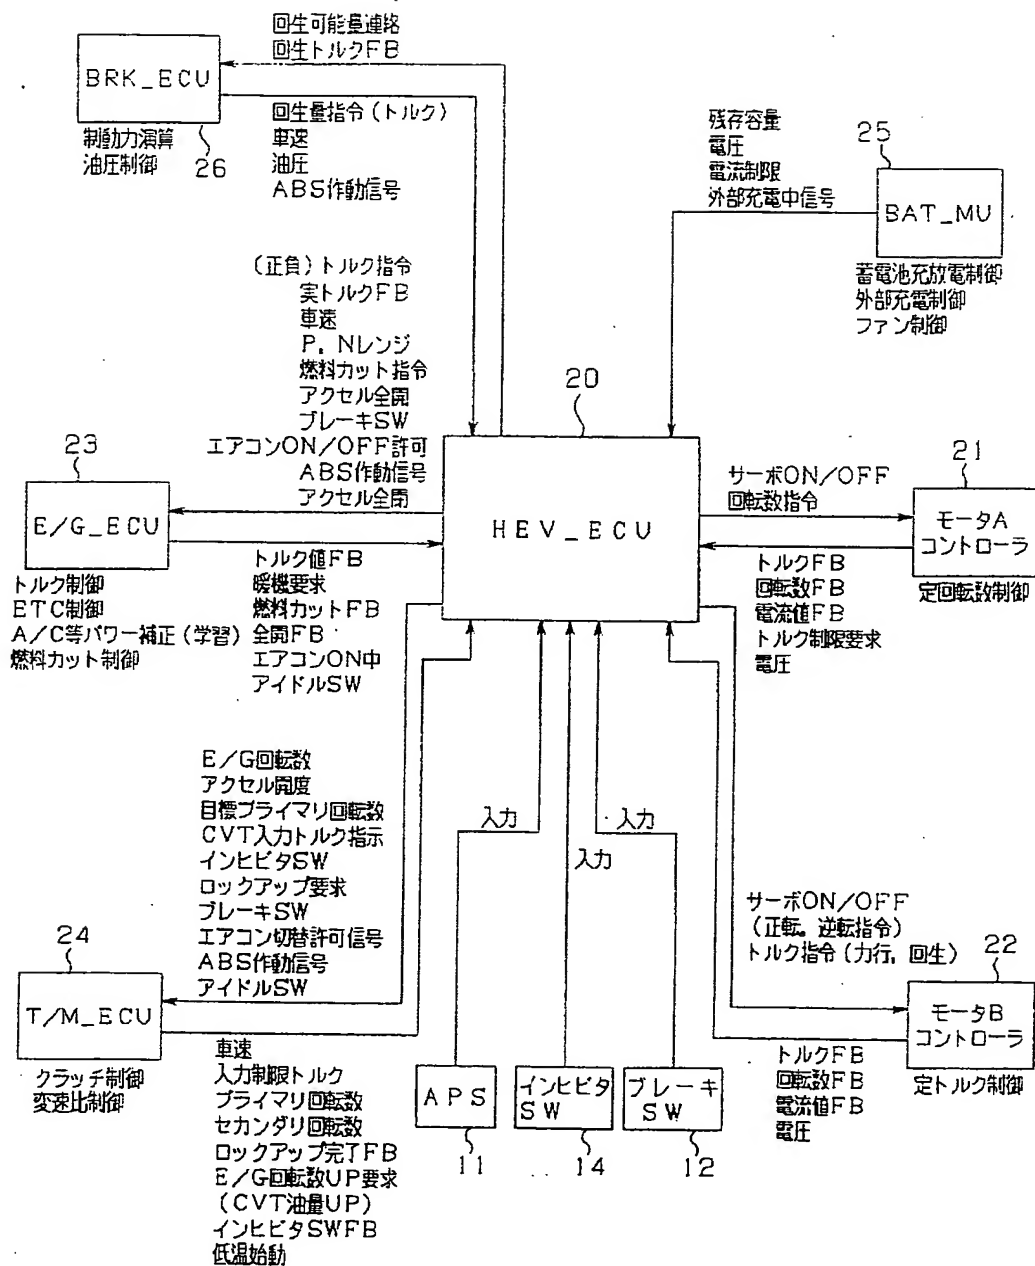 回生可能量連絡
回生トルクFB
BRK_ECU
制動力演算
油圧制御
26
回生量指令(トルク)
車速
油圧
ABS作動信号
残存容量
電圧
電流制限
外部充電中信号
25
BAT_MU
蓄電池充放電制御
外部充電制御
ファン制御
(正負)トルク指令
実トルクFB
車速
P,Nレンジ
燃料カット指令
アクセル全開
ブレーキSW
エアコンON/OFF許可
ABS作動信号
アクセル全閉
20
HEV_ECU
23
E/G_ECU
トルク制御
ETC制御
A/C等パワー補正(学習)
燃料カット制御
トルク値FB
暖機要求
燃料カットFB
全開FB
エアコンON中
アイドルSW
サーボON/OFF
回転数指令
21
モータA
コントローラ
定回転数制御
トルクFB
回転数FB
電流値FB
トルク制限要求
電圧
E/G回転数
アクセル開度
目標プライマリ回転数
CVT入力トルク指示
インヒビタSW
ロックアップ要求
ブレーキSW
エアコン切替許可信号
ABS作動信号
アイドルSW
24
T/M_ECU
クラッチ制御
変速比制御
車速
入力制限トルク
プライマリ回転数
セカンダリ回転数
ロックアップ完了FB
E/G回転数UP要求
(CVT油量UP)
インヒビタSWFB
低温始動
入力
入力
入力
APS
11
インヒビタ
SW
14
ブレーキ
SW
12
サーボON/OFF
(正転,逆転指令)
トルク指令(力行,回生)
22
モータB
コントローラ
定トルク制御
トルクFB
回転数FB
電流値FB
電圧